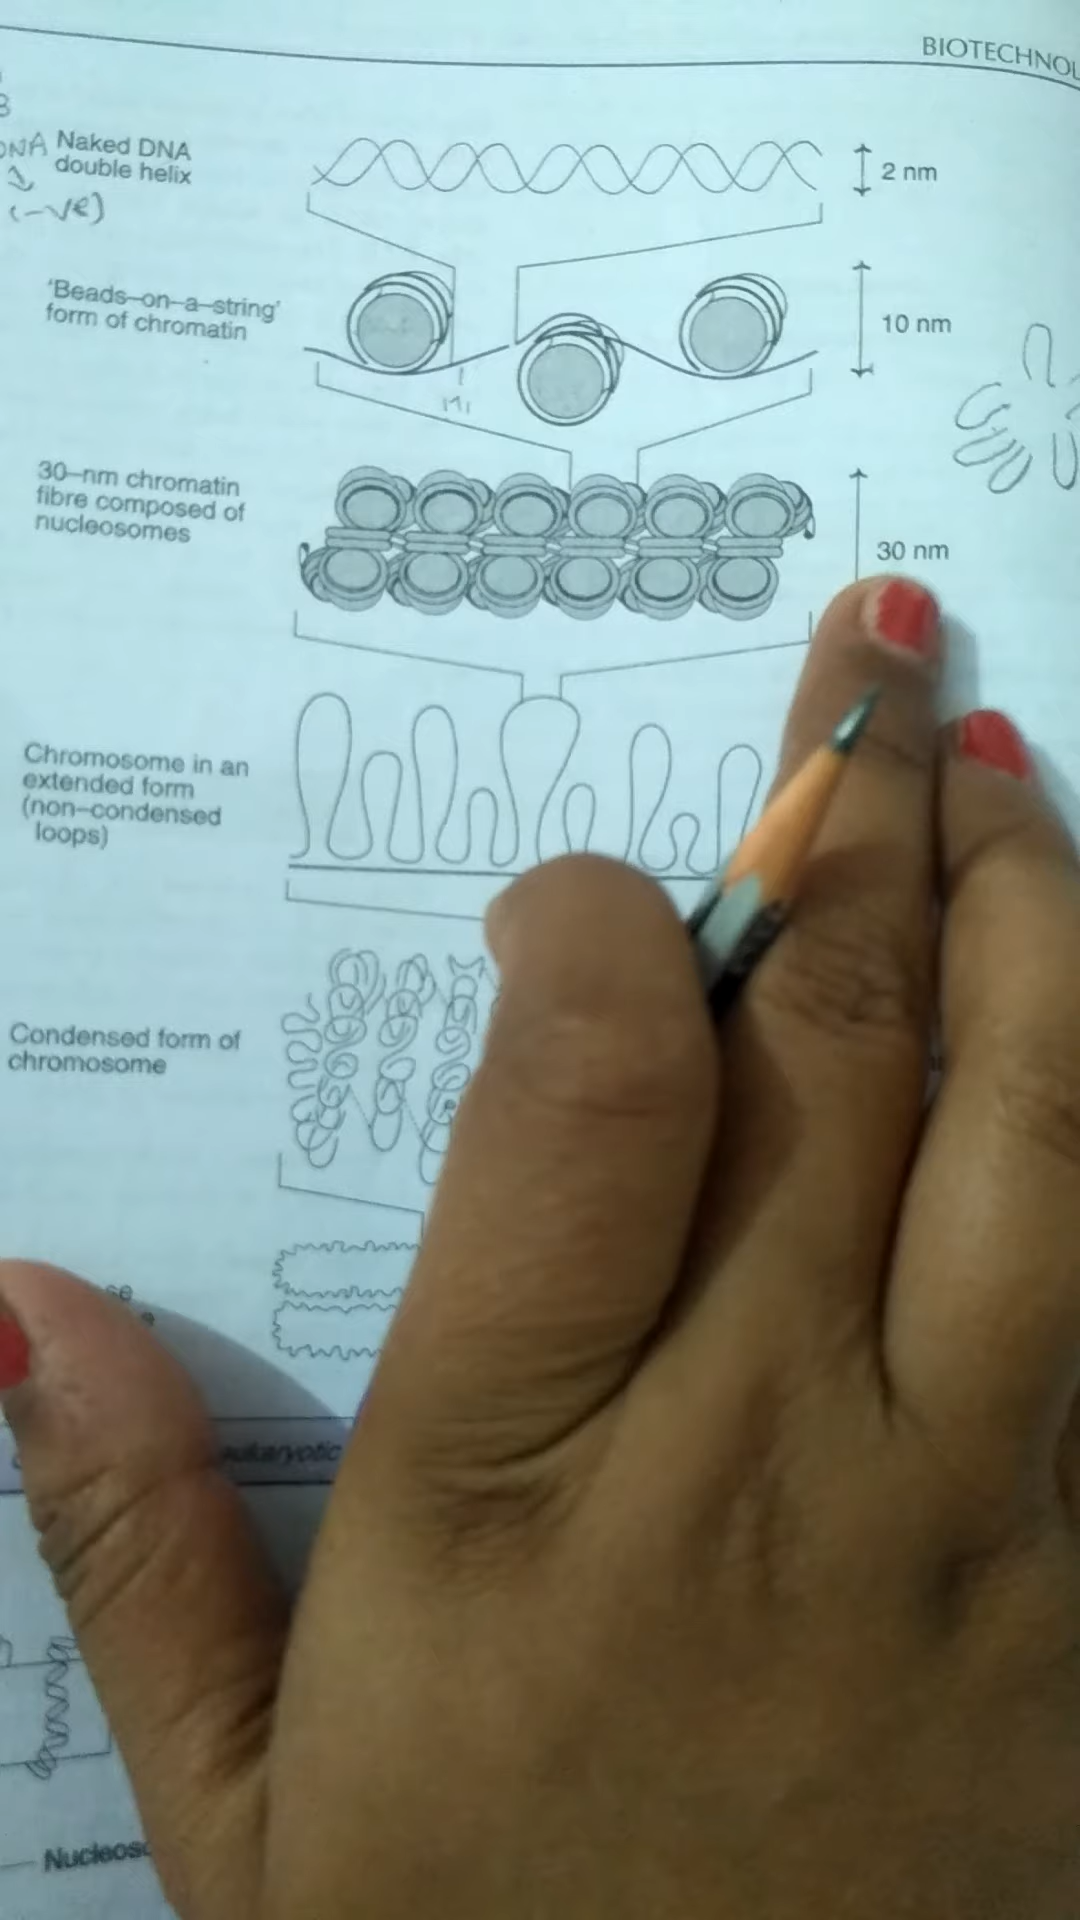 BIOTECHNOL
DNA
(-ve)
Naked DNA
double helix
2 nm
'Beads-on-a-string'
form of chromatin
10 nm
H1
30-nm chromatin
fibre composed of
nucleosomes
30 nm
Chromosome in an
extended form
(non-condensed
loops)
Condensed form of
chromosome
eukaryotic
Nucleoso